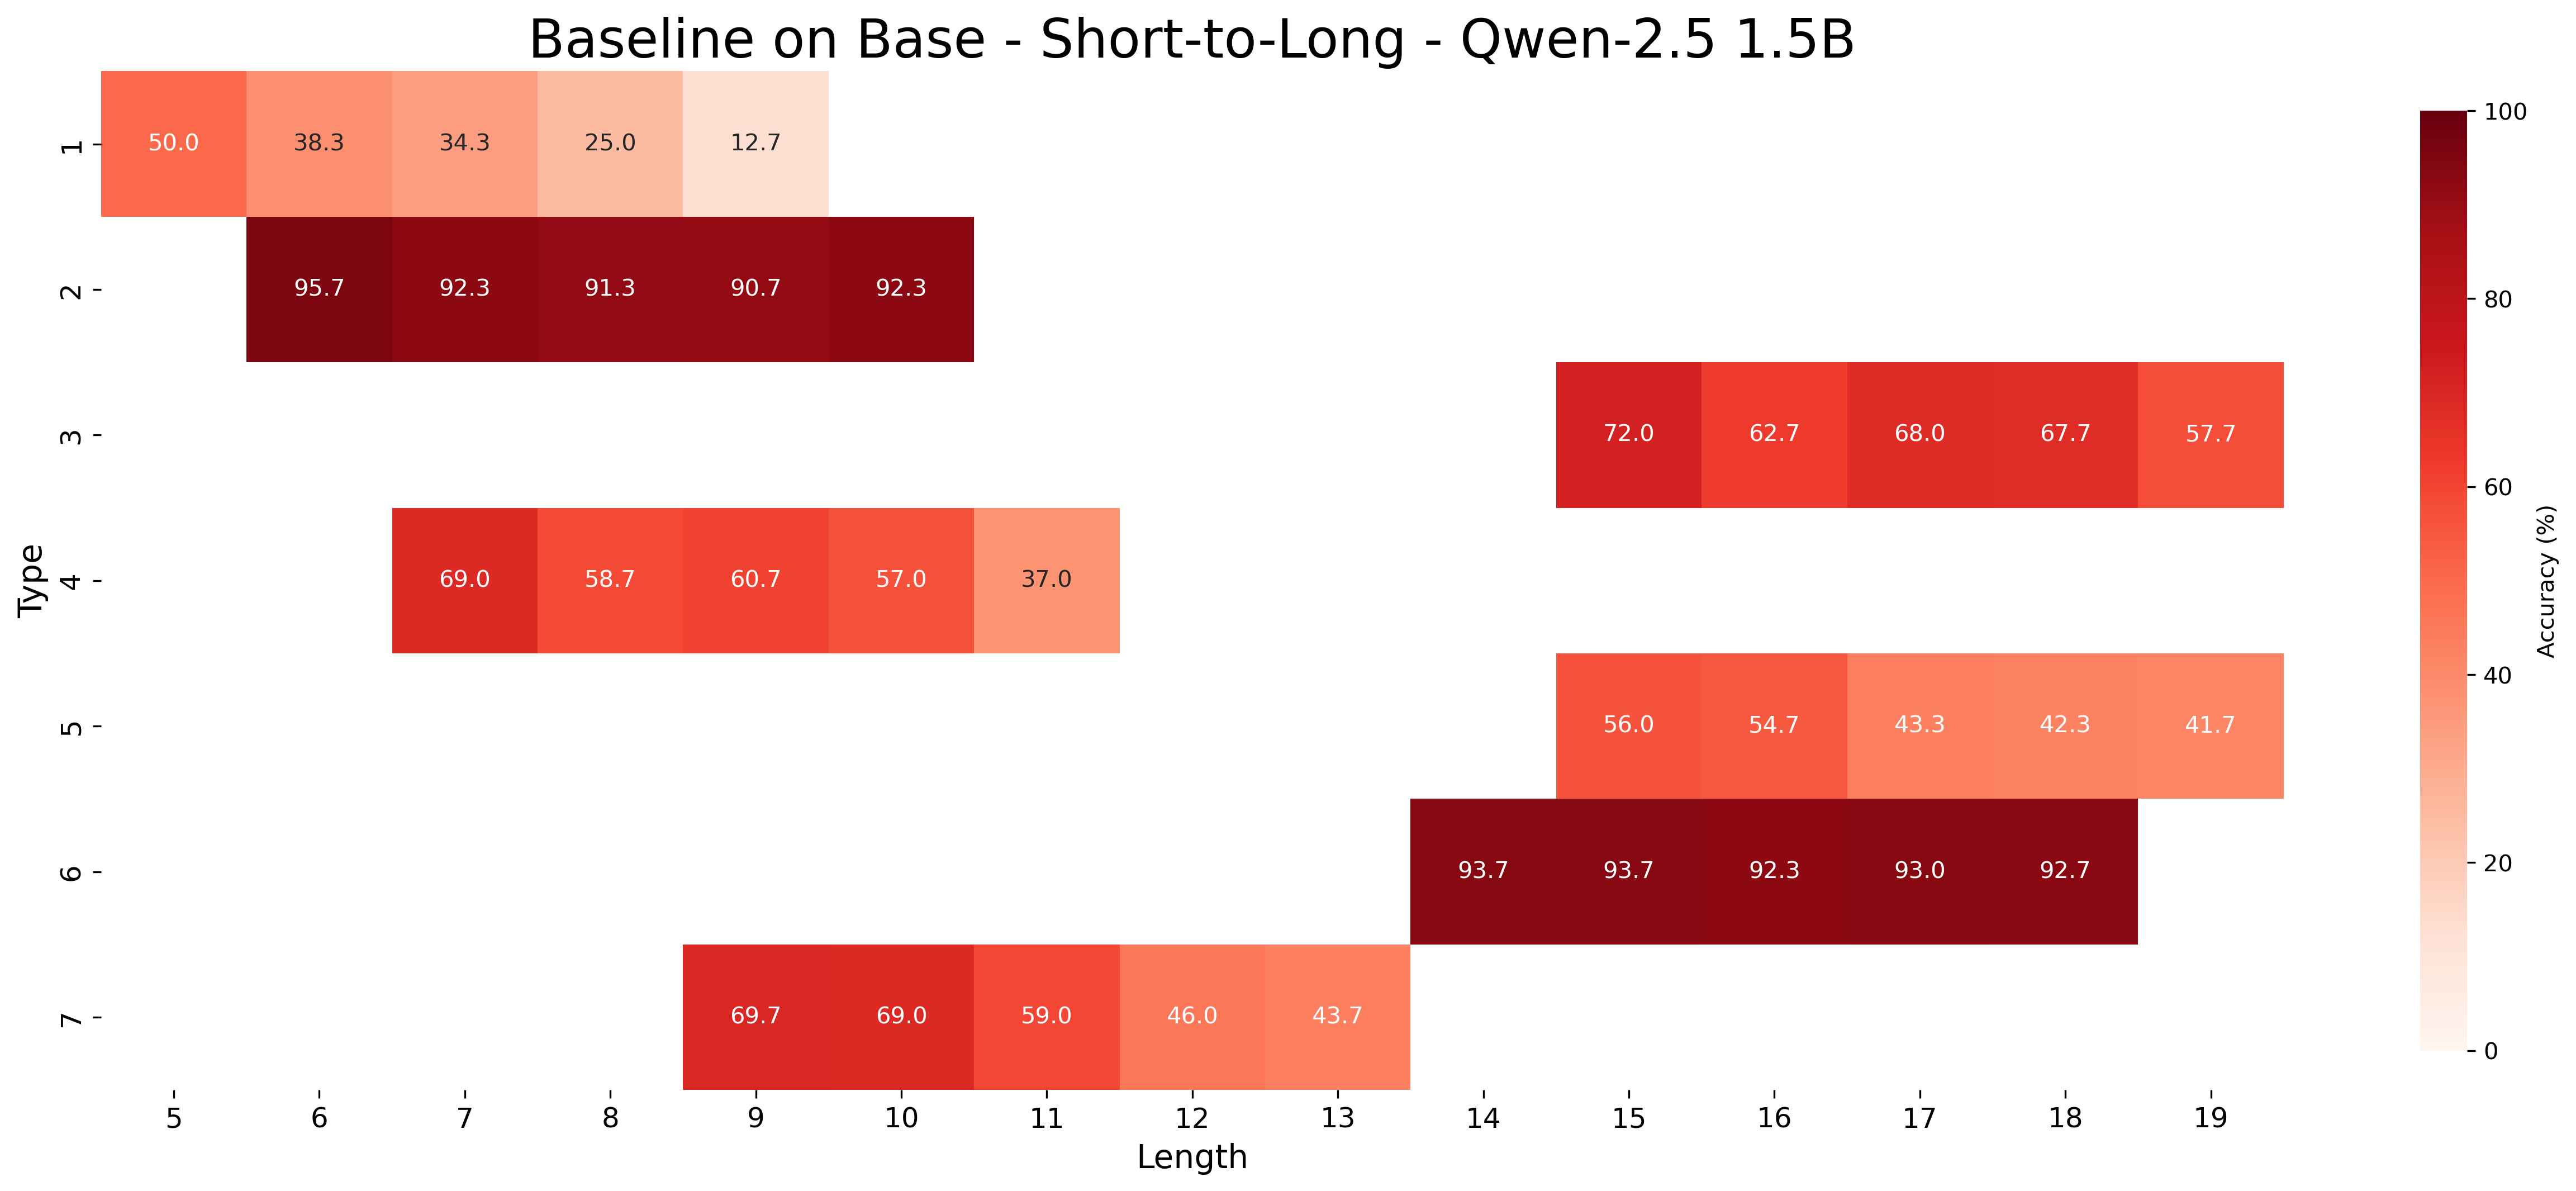 Baseline on Base - Short-to-Long - Qwen-2.5 1.5B
1 50.0 38.3 34.3 25.0 12.7
2 95.7 92.3 91.3 90.7 92.3
3 72.0 62.7 68.0 67.7 57.7
4 69.0 58.7 60.7 57.0 37.0
5 56.0 54.7 43.3 42.3 41.7
6 93.7 93.7 92.3 93.0 92.7
7 69.7 69.0 59.0 46.0 43.7
Type
5 6 7 8 9 10 11 12 13 14 15 16 17 18 19
Length
100
80
60
40
20
0
Accuracy (%)